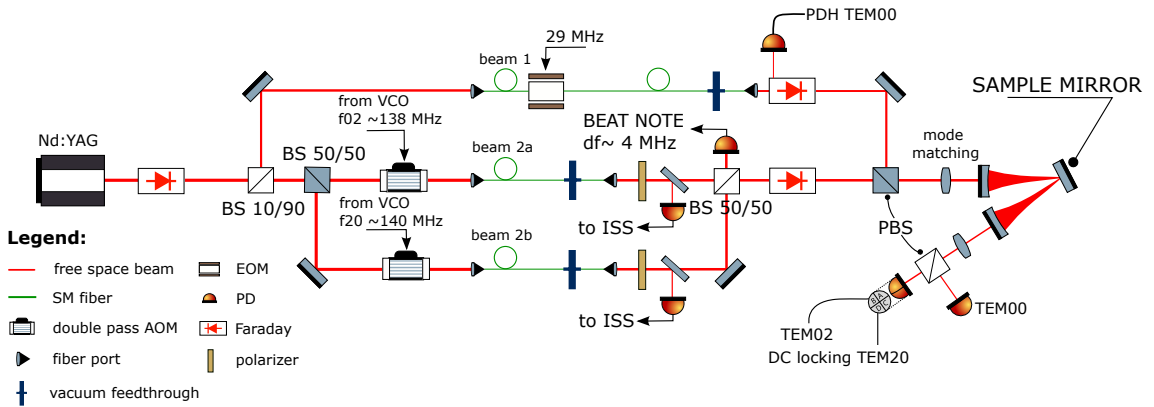 PDH TEM00
29 MHz
beam 1
SAMPLE MIRROR
from VCO
f02 ~138 MHz
BEAT NOTE
df~ 4 MHz
mode
matching
Nd:YAG
BS 50/50
beam 2a
BS 10/90
BS 50/50
from VCO
f20 ~140 MHz
to ISS
PBS
beam 2b
Legend:
free space beam
EOM
SM fiber
PD
double pass AOM
Faraday
fiber port
polarizer
vacuum feedthrough
to ISS
B A
D C
TEM00
TEM02
DC locking TEM20